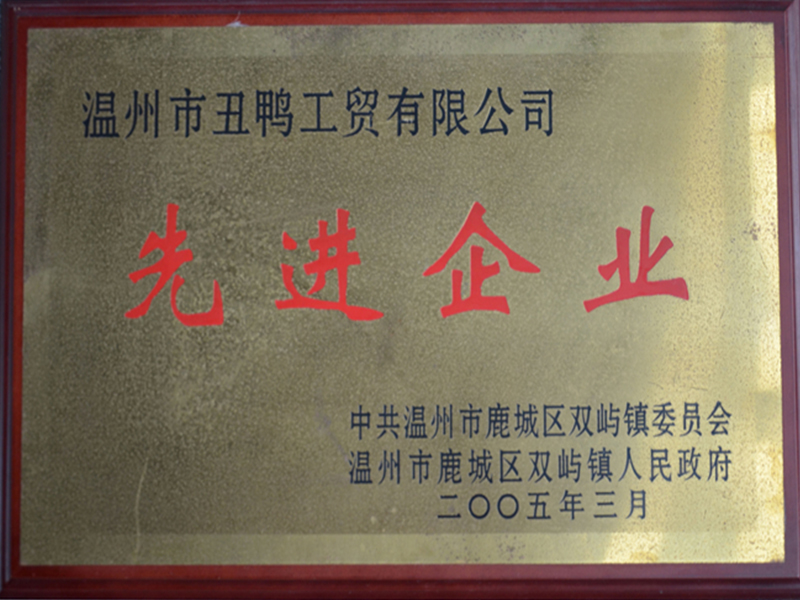 温州市丑鸭工贸有限公司
先进企业
中共温州市鹿城区双屿镇委员会
温州市鹿城区双屿镇人民政府
二〇〇五年三月